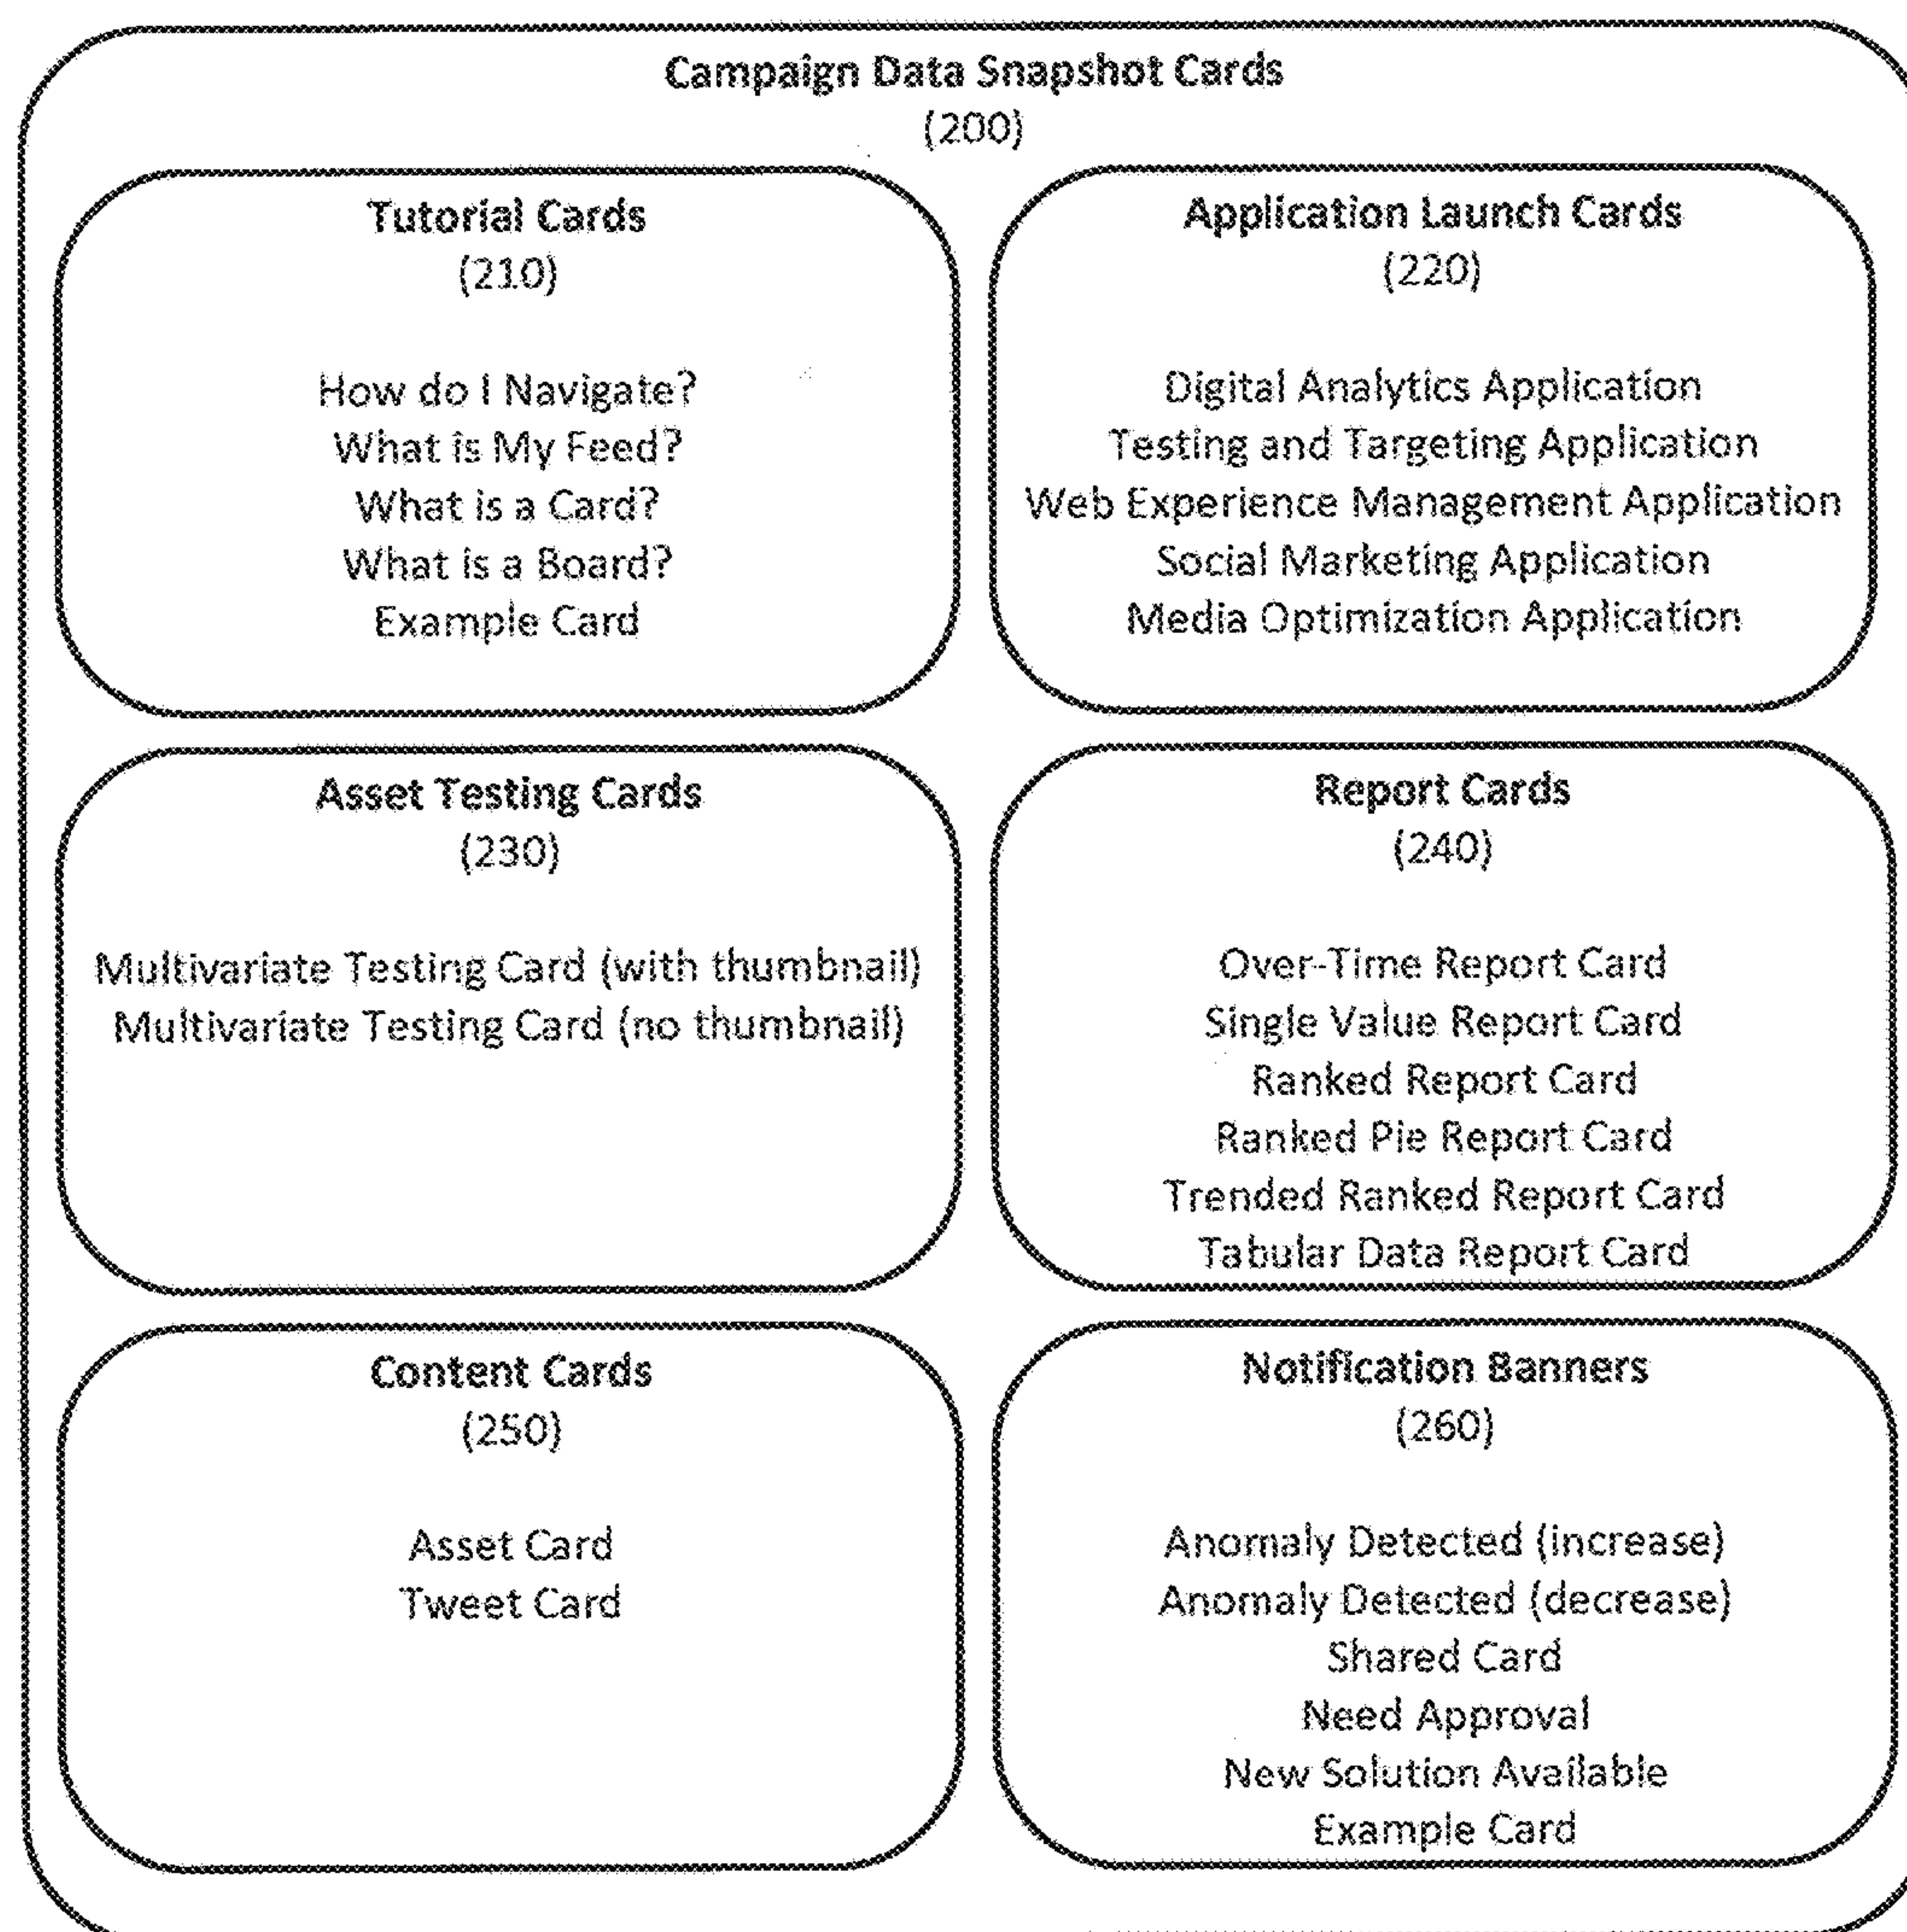 Campaign Data Snapshot Cards
(200)
Tutorial Cards
(210)
How do I Navigate?
What is My Feed?
What is a Card?
What is a Board?
Example Card
Application Launch Cards
(220)
Digital Analytics Application
Testing and Targeting Application
Web Experience Management Application
Social Marketing Application
Media Optimization Application
Asset Testing Cards
(230)
Multivariate Testing Card (with thumbnail)
Multivariate Testing Card (no thumbnail)
Report Cards
(240)
Over-Time Report Card
Single Value Report Card
Ranked Report Card
Ranked Pie Report Card
Trended Ranked Report Card
Tabular Data Report Card
Content Cards
(250)
Asset Card
Tweet Card
Notification Banners
(260)
Anomaly Detected (increase)
Anomaly Detected (decrease)
Shared Card
Need Approval
New Solution Available
Example Card